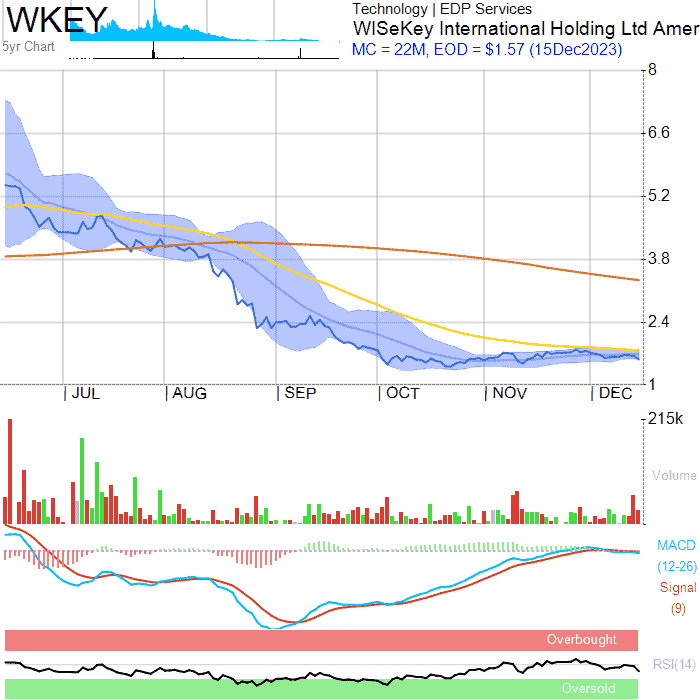 WKEY
5yr Chart
Technology | EDP Services
WISeKey International Holding Ltd Amer
MC = 22M, EOD = $1.57 (15Dec2023)
8
6.6
5.2
3.8
2.4
1
| JUL | AUG | SEP | OCT | NOV | DEC
215k
Volume
MACD
(12-26)
Signal
(9)
Overbought
RSI(14)
Oversold